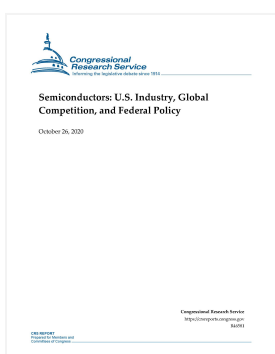 Congressional
Research Service
Informing the legislative debate since 1914
Semiconductors: U.S. Industry, Global
Competition, and Federal Policy
October 26, 2020
Congressional Research Service
https://crsreports.congress.gov
R46581
CRS REPORT
Prepared for Members and
Committees of Congress